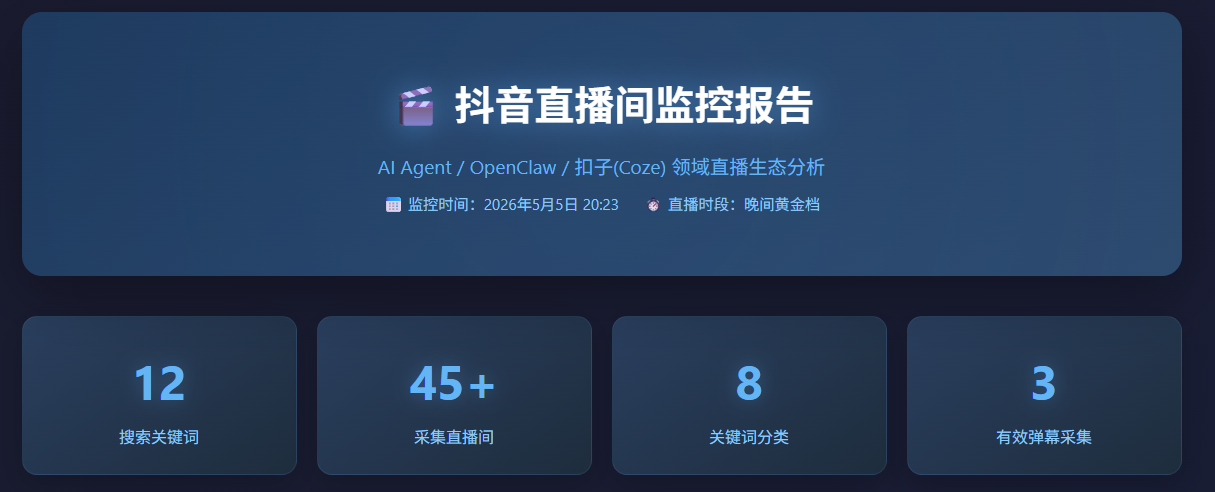 🎬 抖音直播间监控报告
AI Agent / OpenClaw / 扣子(Coze) 领域直播生态分析
📅 监控时间：2026年5月5日 20:23 ⏰ 直播时段：晚间黄金档
12
搜索关键词
45+
采集直播间
8
关键词分类
3
有效弹幕采集